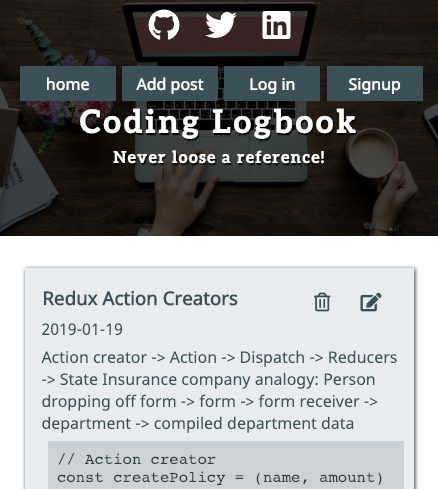 home Add post Log in Signup
Coding Logbook
Never loose a reference!
Redux Action Creators
2019-01-19
Action creator -> Action -> Dispatch -> Reducers
-> State Insurance company analogy: Person
dropping off form -> form -> form receiver ->
department -> compiled department data
// Action creator
const createPolicy = (name, amount)